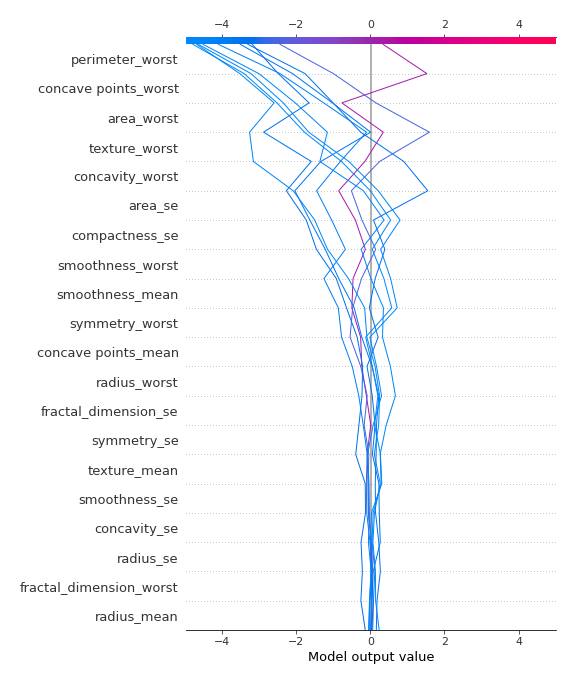 −4 −2 0 2 4
perimeter_worst
concave points_worst
area_worst
texture_worst
concavity_worst
area_se
compactness_se
smoothness_worst
smoothness_mean
symmetry_worst
concave points_mean
radius_worst
fractal_dimension_se
symmetry_se
texture_mean
smoothness_se
concavity_se
radius_se
fractal_dimension_worst
radius_mean
−4 −2 0 2 4
Model output value